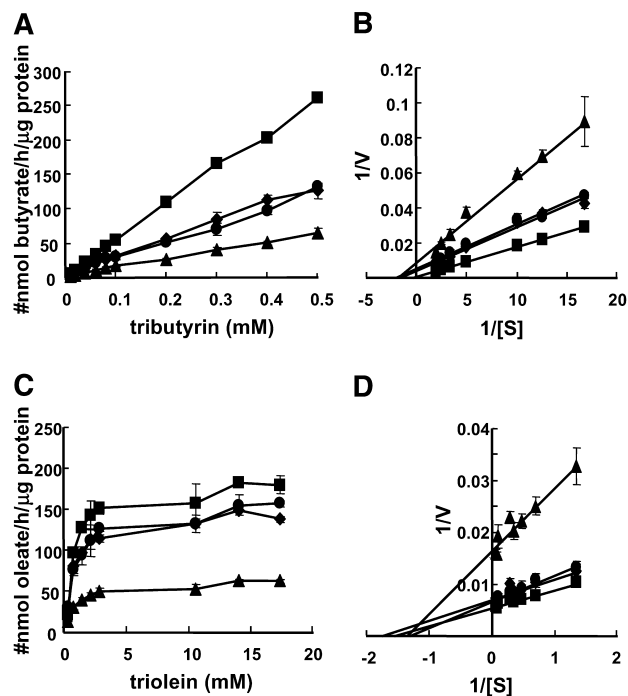 A
#nmol butyrate/h/µg protein
300
250
200
150
100
50
0
0 0.1 0.2 0.3 0.4 0.5
tributyrin (mM)
B
1/V
0.12
0.1
0.08
0.06
0.04
0.02
-5 0 5 10 15 20
1/[S]
C
#nmol oleate/h/µg protein
250
200
150
100
50
0
0 5 10 15 20
triolein (mM)
D
1/V
0.04
0.03
0.02
0.01
-2 -1 0 1 2
1/[S]